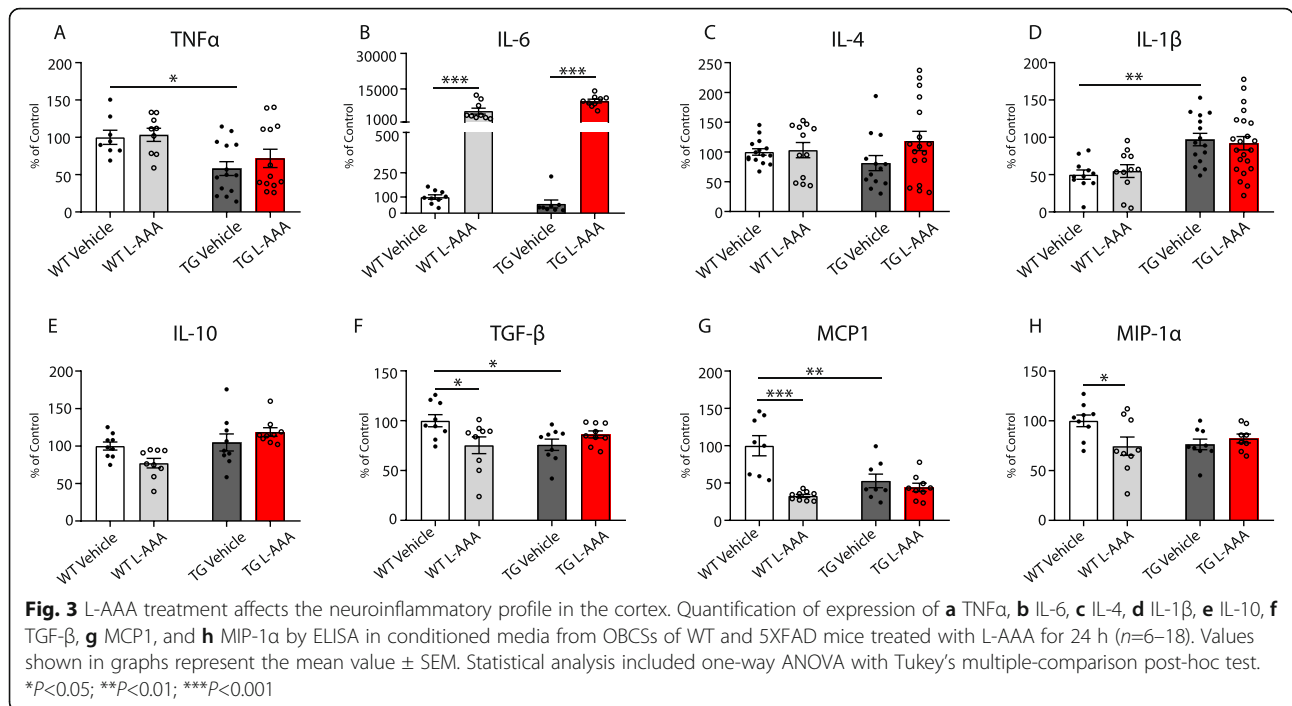 A
TNFα
% of Control
150
100
50
0
*
WT Vehicle
WT L-AAA
TG Vehicle
TG L-AAA
B
IL-6
% of Control
30000
15000
1000
500
250
100
0
***
***
WT Vehicle
WT L-AAA
TG Vehicle
TG L-AAA
C
IL-4
% of Control
250
200
150
100
50
0
WT Vehicle
WT L-AAA
TG Vehicle
TG L-AAA
D
IL-1β
% of Control
200
150
100
50
0
**
WT Vehicle
WT L-AAA
TG Vehicle
TG L-AAA
E
IL-10
% of Control
200
150
100
50
0
WT Vehicle
WT L-AAA
TG Vehicle
TG L-AAA
F
TGF-β
% of Control
150
100
50
0
*
*
WT Vehicle
WT L-AAA
TG Vehicle
TG L-AAA
G
MCP1
% of Control
200
150
100
50
0
**
***
WT Vehicle
WT L-AAA
TG Vehicle
TG L-AAA
H
MIP-1α
% of Control
150
100
50
0
*
WT Vehicle
WT L-AAA
TG Vehicle
TG L-AAA
Fig. 3 L-AAA treatment affects the neuroinflammatory profile in the cortex. Quantification of expression of a TNFα, b IL-6, c IL-4, d IL-1β, e IL-10, f
TGF-β, g MCP1, and h MIP-1α by ELISA in conditioned media from OBCSs of WT and 5XFAD mice treated with L-AAA for 24 h (n=6–18). Values
shown in graphs represent the mean value ± SEM. Statistical analysis included one-way ANOVA with Tukey's multiple-comparison post-hoc test.
*P<0.05; **P<0.01; ***P<0.001